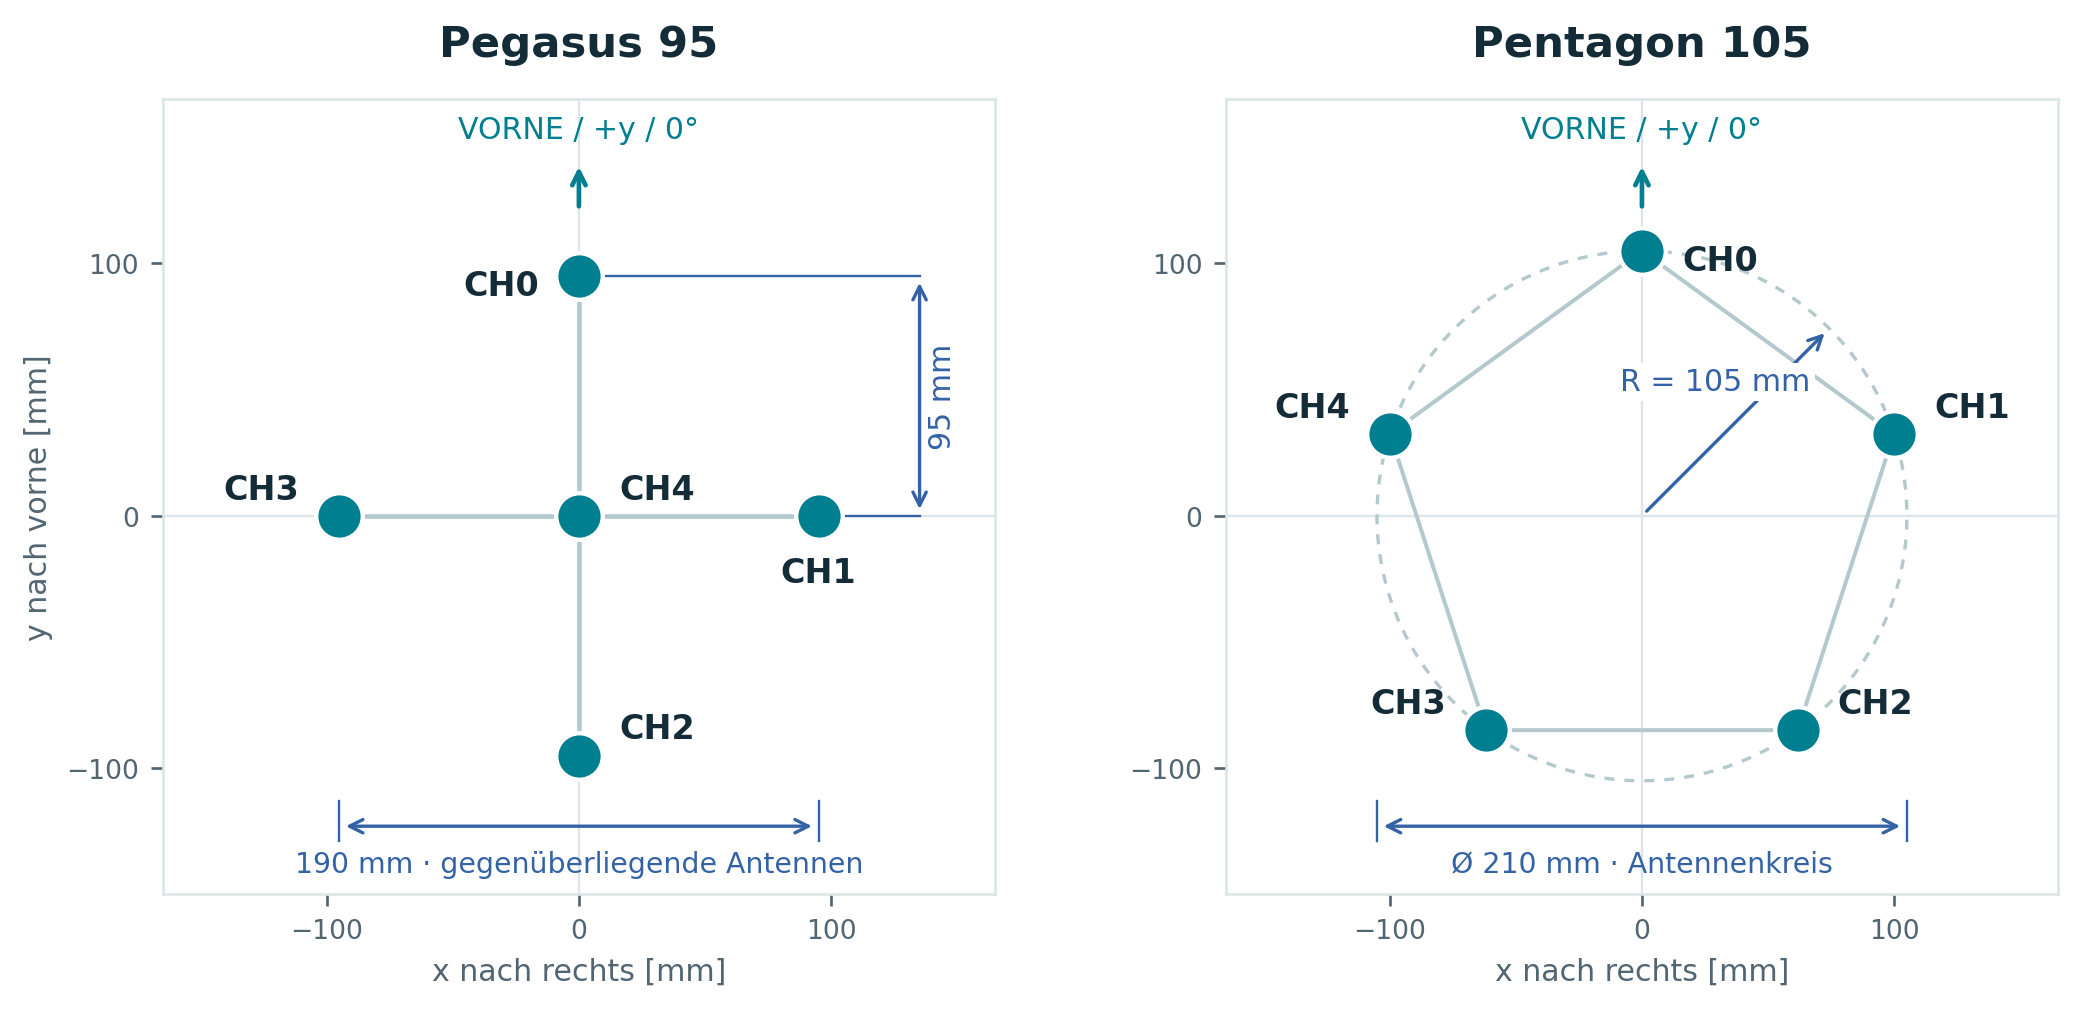 Pegasus 95
VORNE / +y / 0°
CH0
95 mm
CH3
CH4
CH1
CH2
190 mm · gegenüberliegende Antennen
100
0
−100
y nach vorne [mm]
−100
0
100
x nach rechts [mm]
Pentagon 105
VORNE / +y / 0°
CH0
R = 105 mm
CH4
CH1
CH3
CH2
Ø 210 mm · Antennenkreis
100
0
−100
−100
0
100
x nach rechts [mm]